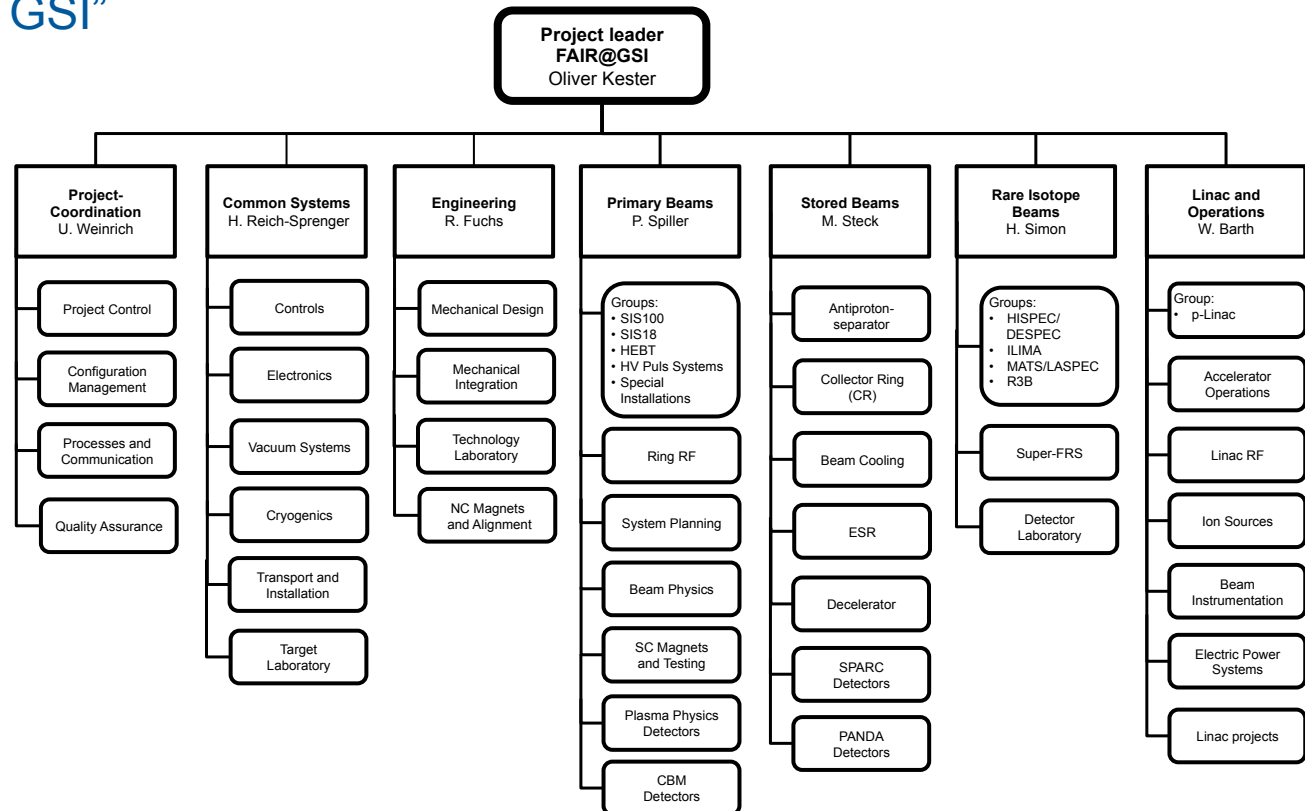 GSI”
Project leader
FAIR@GSI
Oliver Kester
Project-
Coordination
U. Weinrich
Common Systems
H. Reich-Sprenger
Engineering
R. Fuchs
Primary Beams
P. Spiller
Stored Beams
M. Steck
Rare Isotope
Beams
H. Simon
Linac and
Operations
W. Barth
Project Control
Configuration
Management
Processes and
Communication
Quality Assurance
Controls
Electronics
Vacuum Systems
Cryogenics
Transport and
Installation
Target
Laboratory
Mechanical Design
Mechanical
Integration
Technology
Laboratory
NC Magnets
and Alignment
Groups:
• SIS100
• SIS18
• HEBT
• HV Puls Systems
• Special
Installations
Ring RF
System Planning
Beam Physics
SC Magnets
and Testing
Plasma Physics
Detectors
CBM
Detectors
Antiproton-
separator
Collector Ring
(CR)
Beam Cooling
ESR
Decelerator
SPARC
Detectors
PANDA
Detectors
Groups:
• HISPEC/
DESPEC
• ILIMA
• MATS/LASPEC
• R3B
Super-FRS
Detector
Laboratory
Group:
• p-Linac
Accelerator
Operations
Linac RF
Ion Sources
Beam
Instrumentation
Electric Power
Systems
Linac projects